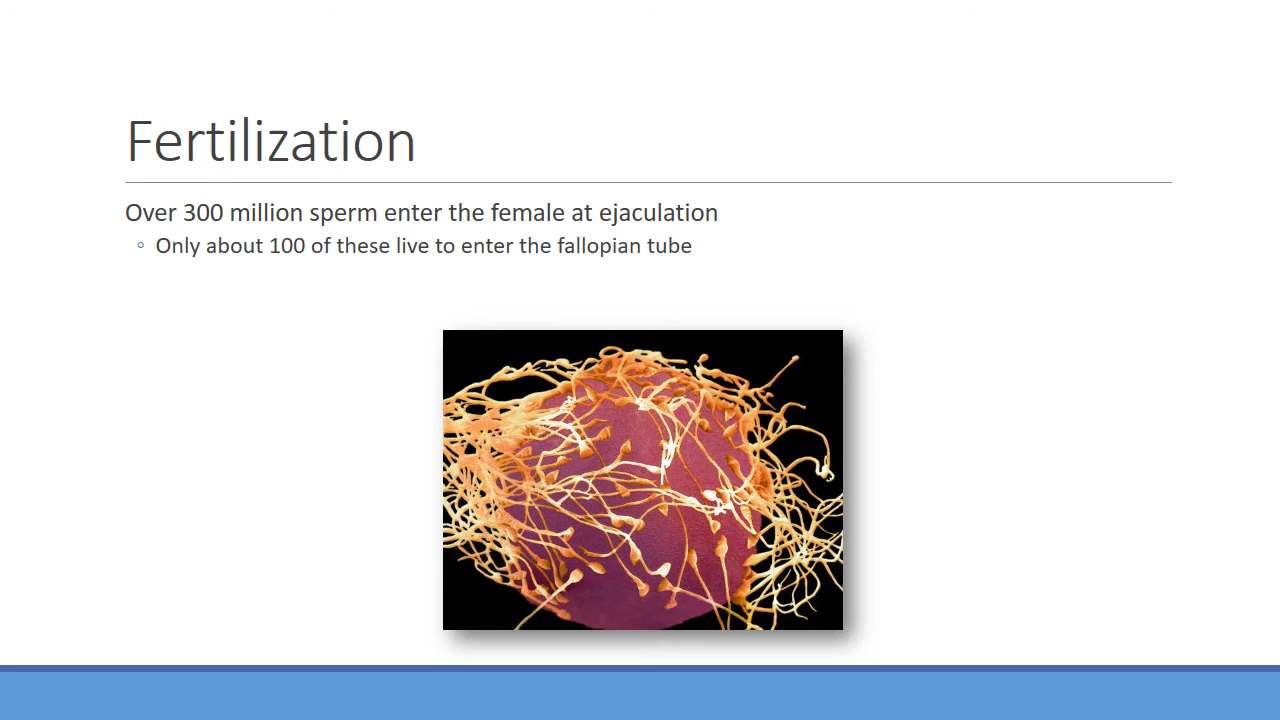 Fertilization
Over 300 million sperm enter the female at ejaculation
◦ Only about 100 of these live to enter the fallopian tube